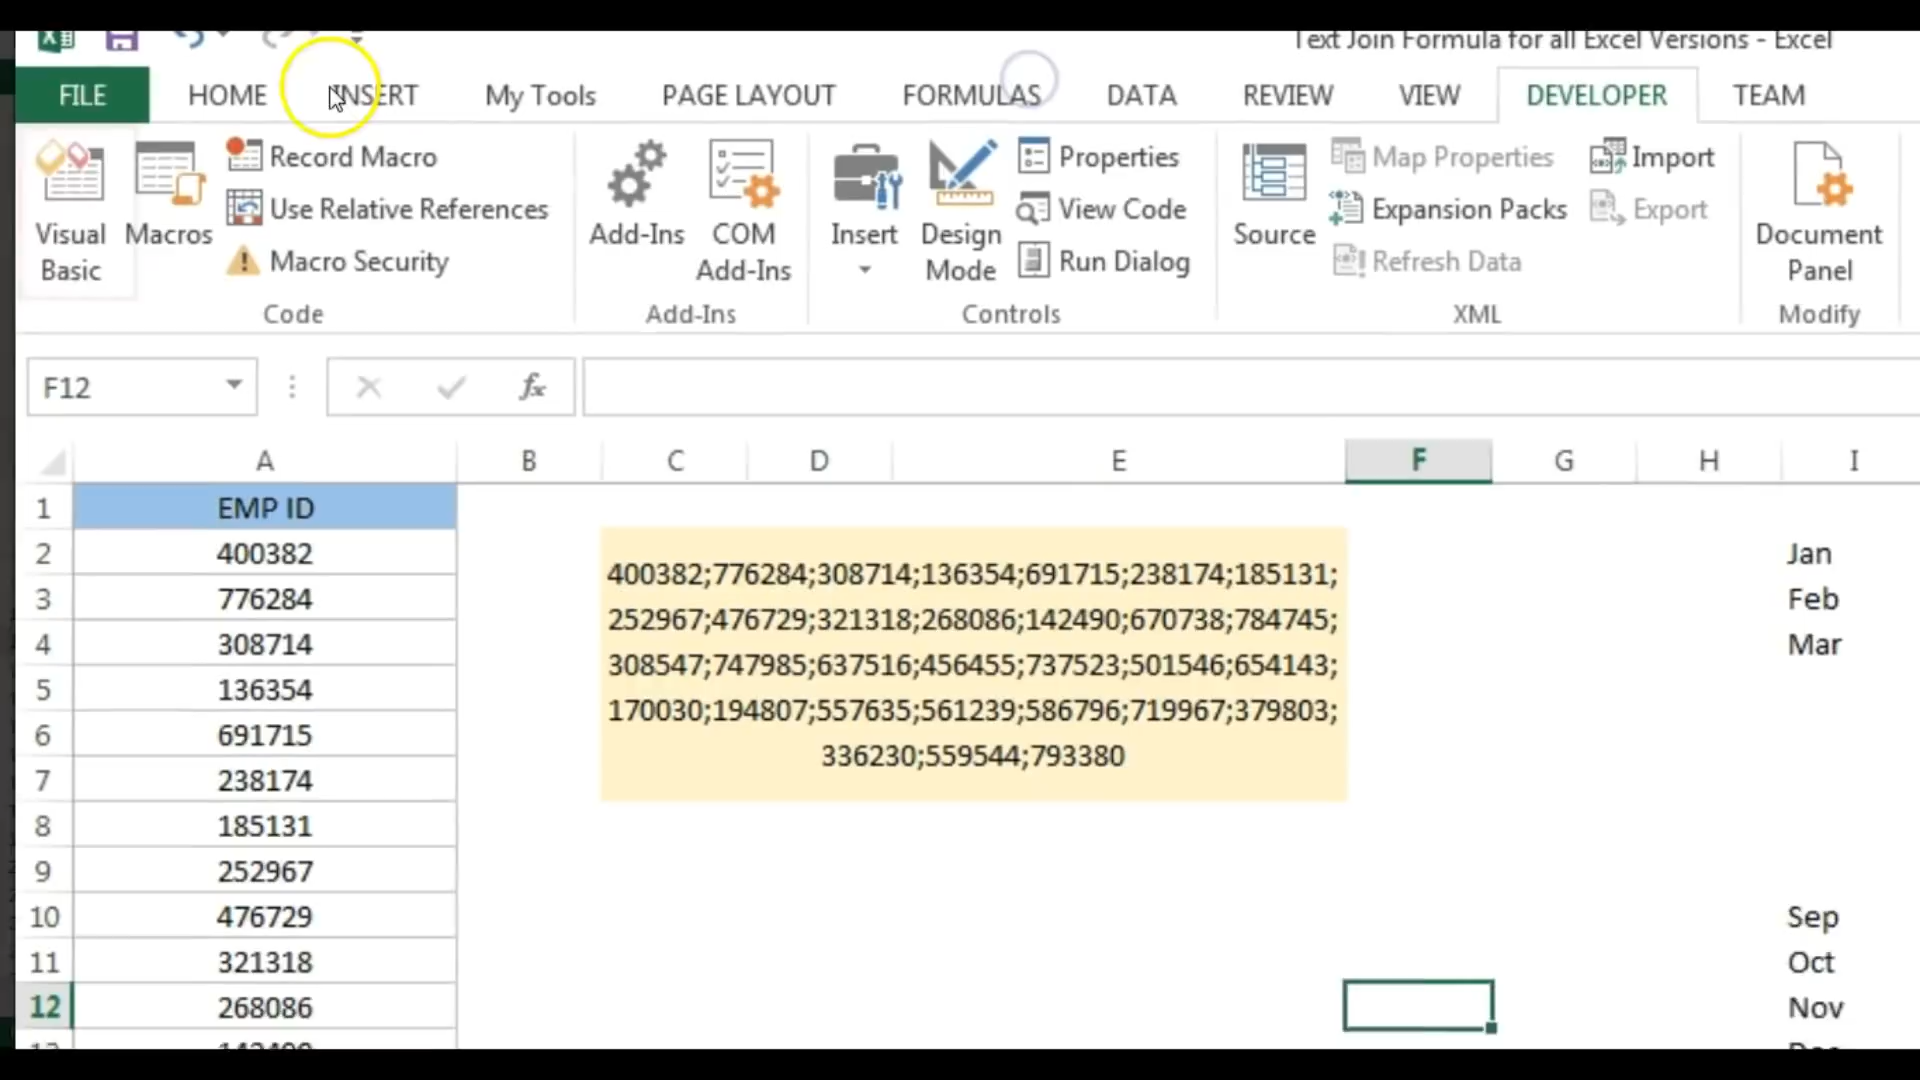 Text Join Formula for all Excel Versions - Excel
FILE HOME INSERT My Tools PAGE LAYOUT FORMULAS DATA REVIEW VIEW DEVELOPER TEAM
Visual Basic
Macros
Record Macro
Use Relative References
Macro Security
Code
Add-Ins
COM Add-Ins
Add-Ins
Insert
Design Mode
Properties
View Code
Run Dialog
Controls
Source
Map Properties
Expansion Packs
Refresh Data
Import
Export
XML
Document Panel
Modify
F12 fx
A B C D E F G H I
1 EMP ID
2 400382 Jan
3 776284 Feb
4 308714 Mar
5 136354
6 691715
7 238174
8 185131
9 252967
10 476729 Sep
11 321318 Oct
12 268086 Nov
400382;776284;308714;136354;691715;238174;185131;
252967;476729;321318;268086;142490;670738;784745;
308547;747985;637516;456455;737523;501546;654143;
170030;194807;557635;561239;586796;719967;379803;
336230;559544;793380